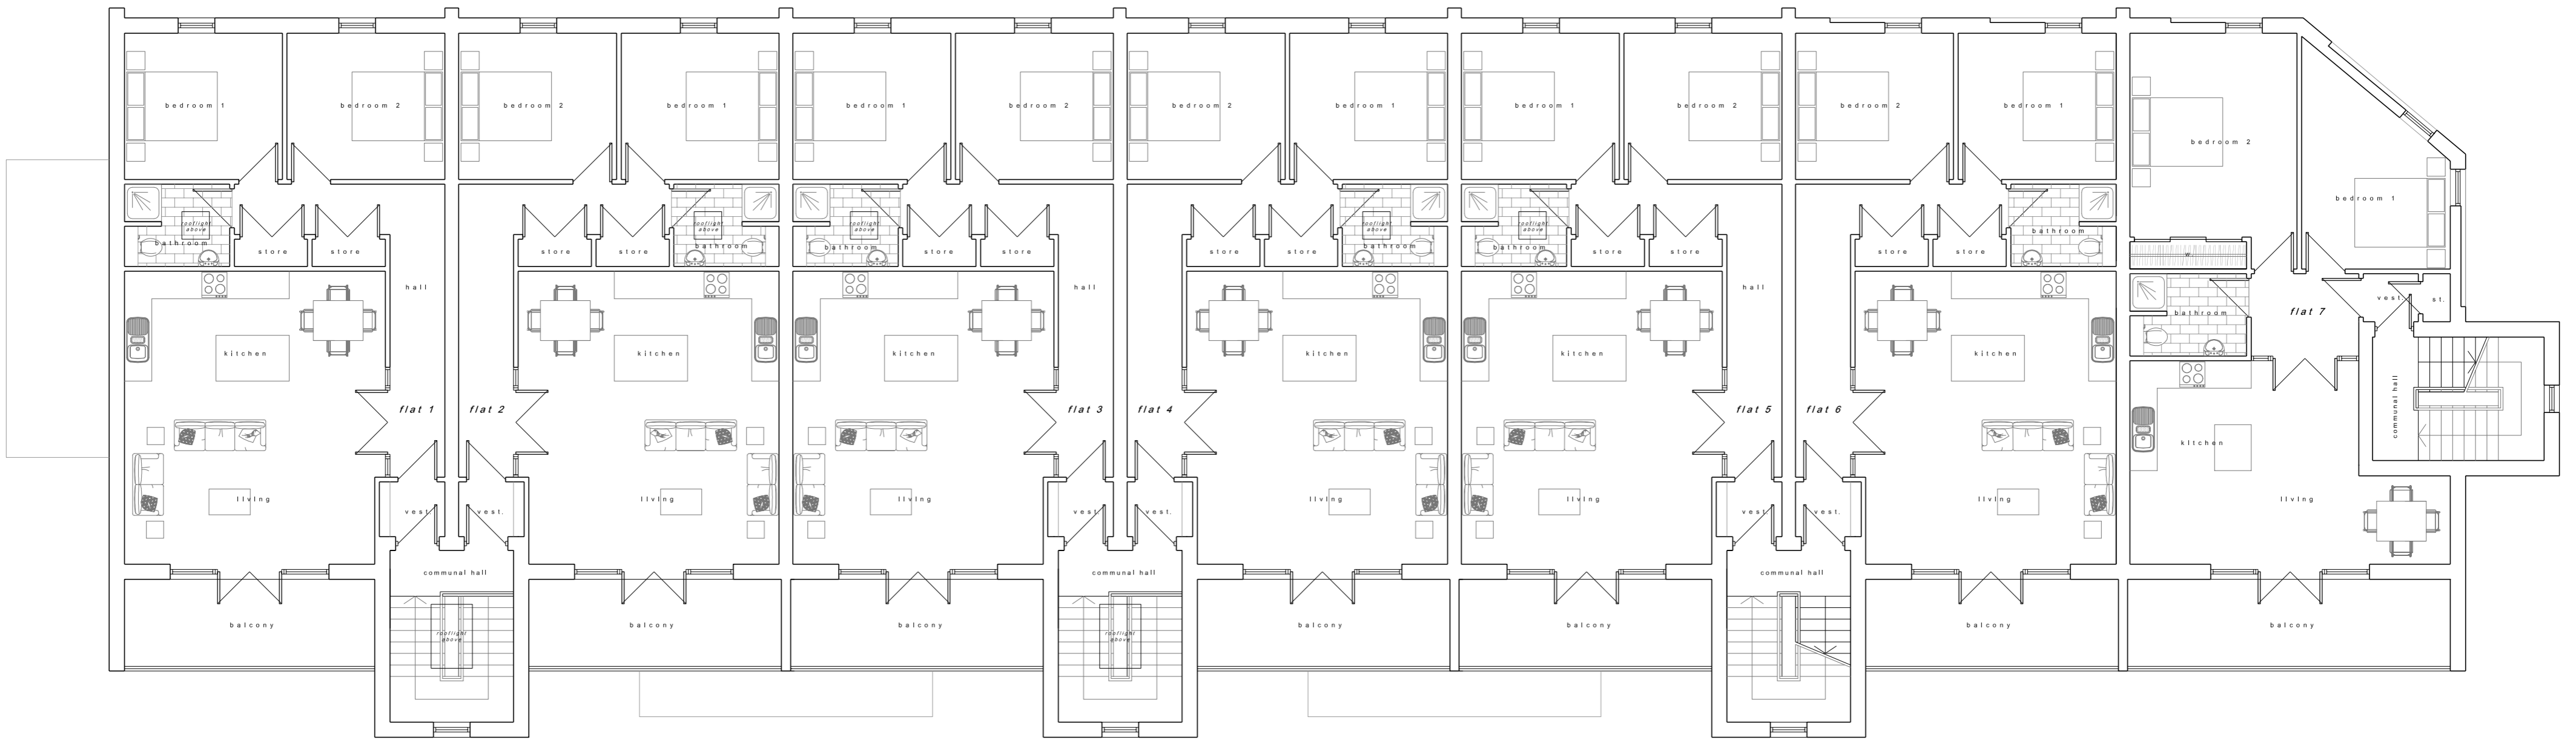 bedroom 1
bedroom 2
bedroom 2
bedroom 1
bedroom 1
bedroom 2
bedroom 2
bedroom 1
bedroom 1
bedroom 2
bedroom 2
bedroom 1
bedroom 2
bedroom 1
rooflight
above
bathroom
store
store
store
store
rooflight
above
bathroom
rooflight
above
bathroom
store
store
store
store
rooflight
above
bathroom
rooflight
above
bathroom
store
store
store
store
bathroom
w
hall
hall
hall
bathroom
flat 7
vest.
st.
kitchen
kitchen
kitchen
kitchen
kitchen
kitchen
communal hall
flat 1
flat 2
flat 3
flat 4
flat 5
flat 6
kitchen
living
living
living
living
living
living
living
vest.
vest.
vest.
vest.
vest.
vest.
communal hall
communal hall
communal hall
balcony
rooflight
above
balcony
balcony
rooflight
above
balcony
balcony
balcony
balcony